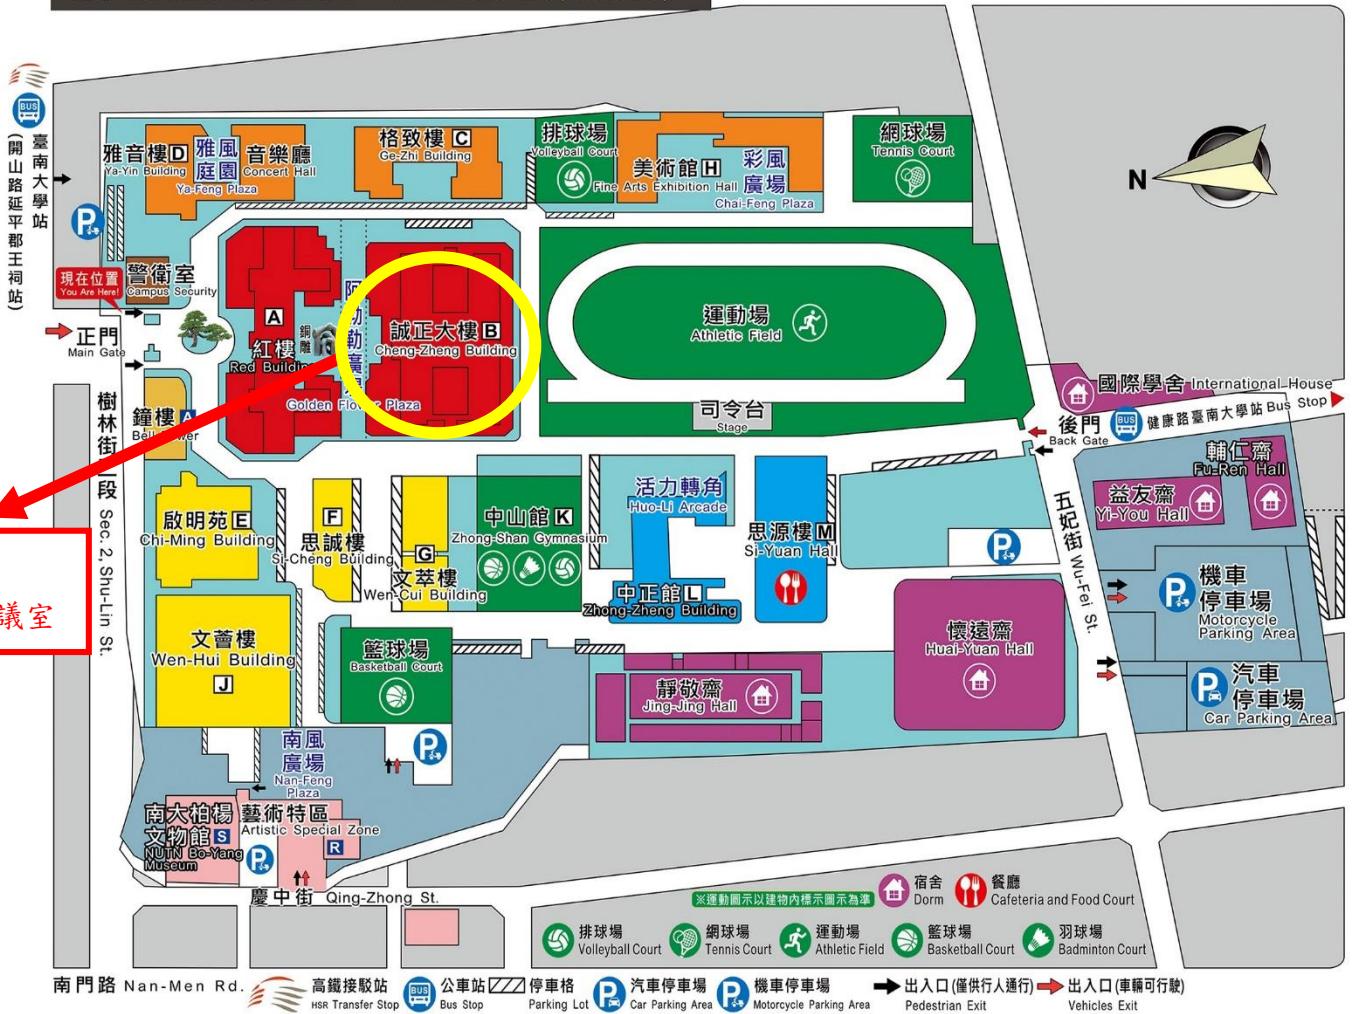 臺南大學站
(開山路延平郡王祠站)
BUS
雅音樓 D
Ya-Yin Building
雅風
庭園
Ya-Feng Plaza
音樂廳
Concert Hall
格致樓 C
Ge-Zhi Building
排球場
Volleyball Court
美術館 H
Fine Arts Exhibition Hall
彩風
廣場
Chai-Feng Plaza
網球場
Tennis Court
N
P
警衛室
Campus Security
現在位置
You Are Here!
正門
Main Gate
A
紅樓
Red Building
銅雕
Golden Flower Plaza
誠正大樓 B
Cheng-Zheng Building
運動場
Athletic Field
司令台
Stage
國際學舍 International House
後門
Back Gate
BUS
健康路臺南大學站 Bus Stop
鐘樓 A
樹林街 二段 Sec. 2, Shu-Lin St.
議室
啟明苑 E
Chi-Ming Building
F
思誠樓
Si-Cheng Building
G
文萃樓
Wen-Cui Building
中山館 K
Zhong-Shan Gymnasium
活力轉角
Huo-Li Arcade
中正館 L
Zhong-Zheng Building
思源樓 M
Si-Yuan Hall
P
五妃街 Wu-Fei St.
輔仁齋
Fu-Ren Hall
益友齋
Yi-You Hall
P
機車
停車場
Motorcycle
Parking Area
P
汽車
停車場
Car Parking Area
文薈樓
Wen-Hui Building
J
籃球場
Basketball Court
靜敬齋
Jing-Jing Hall
懷遠齋
Huai-Yuan Hall
P
南風
廣場
Nan-Feng
Plaza
南大柏楊
文物館 S
NUTN Bo-Yang
Museum
藝術特區
Artistic Special Zone
R
P
慶中街 Qing-Zhong St.
※運動圖示以建物內標示圖示為準
宿舍
Dorm
餐廳
Cafeteria and Food Court
排球場
Volleyball Court
網球場
Tennis Court
運動場
Athletic Field
籃球場
Basketball Court
羽球場
Badminton Court
南門路 Nan-Men Rd.
高鐵接駁站
HSR Transfer Stop
BUS
公車站
Bus Stop
停車格
Parking Lot
P
汽車停車場
Car Parking Area
P
機車停車場
Motorcycle Parking Area
出入口(僅供行人通行)
Pedestrian Exit
出入口(車輛可行駛)
Vehicles Exit